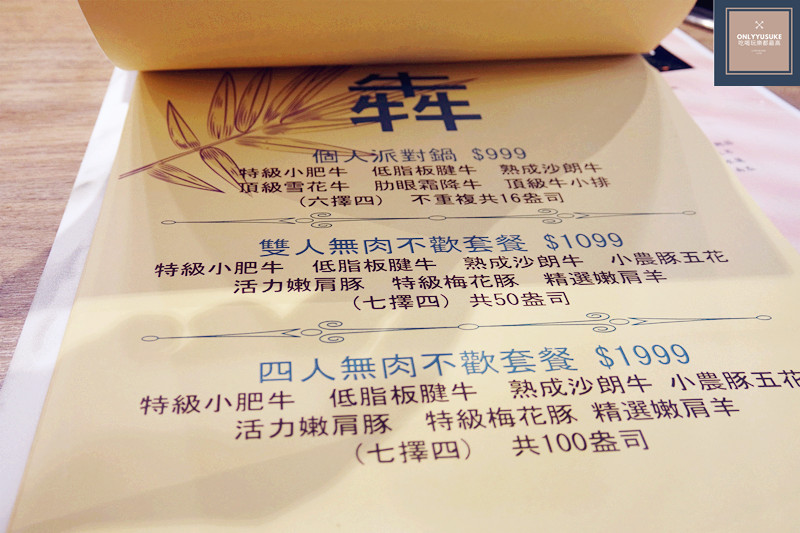 ONLYYUSUKE
吃喝玩樂都最高
犇
個人派對鍋 $999
特級小肥牛 低脂板腱牛 熟成沙朗牛
頂級雪花牛 肋眼霜降牛 頂級牛小排
(六擇四) 不重複共16盎司
雙人無肉不歡套餐 $1099
特級小肥牛 低脂板腱牛 熟成沙朗牛 小農豚五花
活力嫩肩豚 特級梅花豚 精選嫩肩羊
(七擇四) 共50盎司
四人無肉不歡套餐 $1999
特級小肥牛 低脂板腱牛 熟成沙朗牛 小農豚五花
活力嫩肩豚 特級梅花豚 精選嫩肩羊
(七擇四) 共100盎司